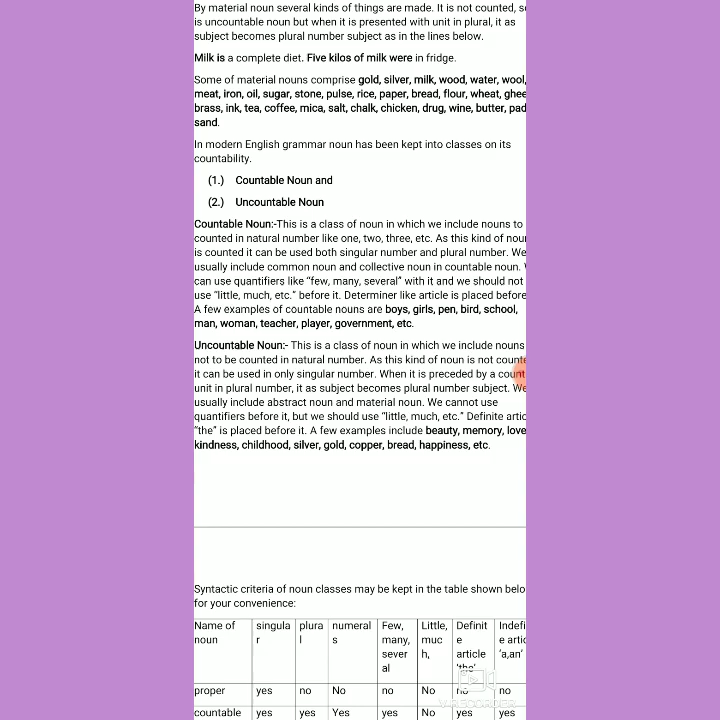 By material noun several kinds of things are made. It is not counted, so
is uncountable noun but when it is presented with unit in plural, it as
subject becomes plural number subject as in the lines below.
Milk is a complete diet. Five kilos of milk were in fridge.
Some of material nouns comprise gold, silver, milk, wood, water, wool,
meat, iron, oil, sugar, stone, pulse, rice, paper, bread, flour, wheat, ghee
brass, ink, tea, coffee, mica, salt, chalk, chicken, drug, wine, butter, pad
sand.
In modern English grammar noun has been kept into classes on its
countability.
(1.) Countable Noun and
(2.) Uncountable Noun
Countable Noun:-This is a class of noun in which we include nouns to
counted in natural number like one, two, three, etc. As this kind of noun
is counted it can be used both singular number and plural number. We
usually include common noun and collective noun in countable noun.
can use quantifiers like "few, many, several" with it and we should not
use "little, much, etc." before it. Determiner like article is placed before
A few examples of countable nouns are boys, girls, pen, bird, school,
man, woman, teacher, player, government, etc.
Uncountable Noun:- This is a class of noun in which we include nouns
not to be counted in natural number. As this kind of noun is not counte
it can be used in only singular number. When it is preceded by a count
unit in plural number, it as subject becomes plural number subject. We
usually include abstract noun and material noun. We cannot use
quantifiers before it, but we should use "little, much, etc." Definite artic
"the" is placed before it. A few examples include beauty, memory, love
kindness, childhood, silver, gold, copper, bread, happiness, etc.
Syntactic criteria of noun classes may be kept in the table shown belo
for your convenience:
Name of noun singula r plura l numeral s Few, many, sever al Little, muc h, Definit e article 'the' Indefi e artic 'a,an'
proper yes no No no No no no
countable yes yes Yes yes No yes yes